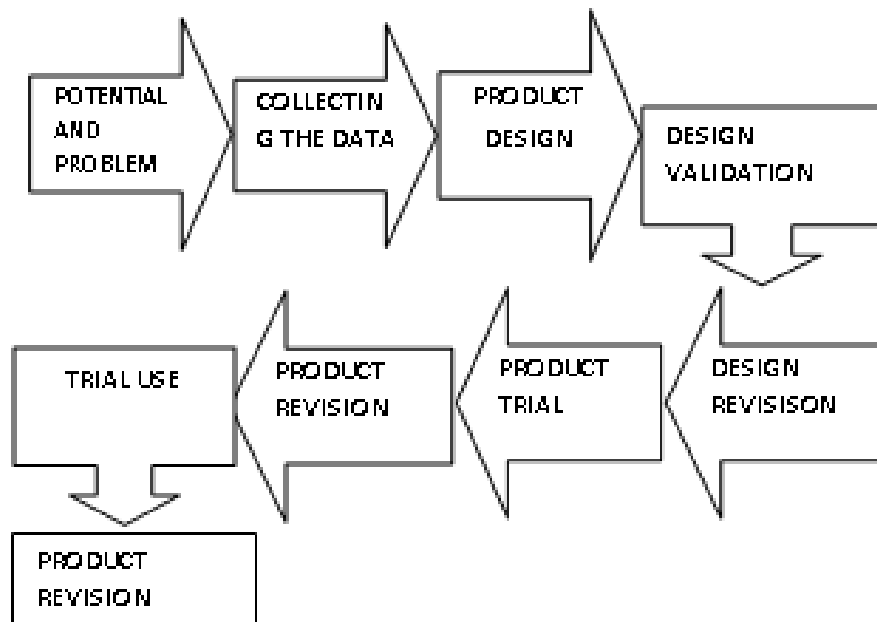 POTENTIAL
AND
PROBLEM
COLLECTIN
G THE DATA
PRODUCT
DESIGN
DESIGN
VALIDATION
DESIGN
REVISISON
PRODUCT
TRIAL
PRODUCT
REVISION
TRIAL USE
PRODUCT
REVISION